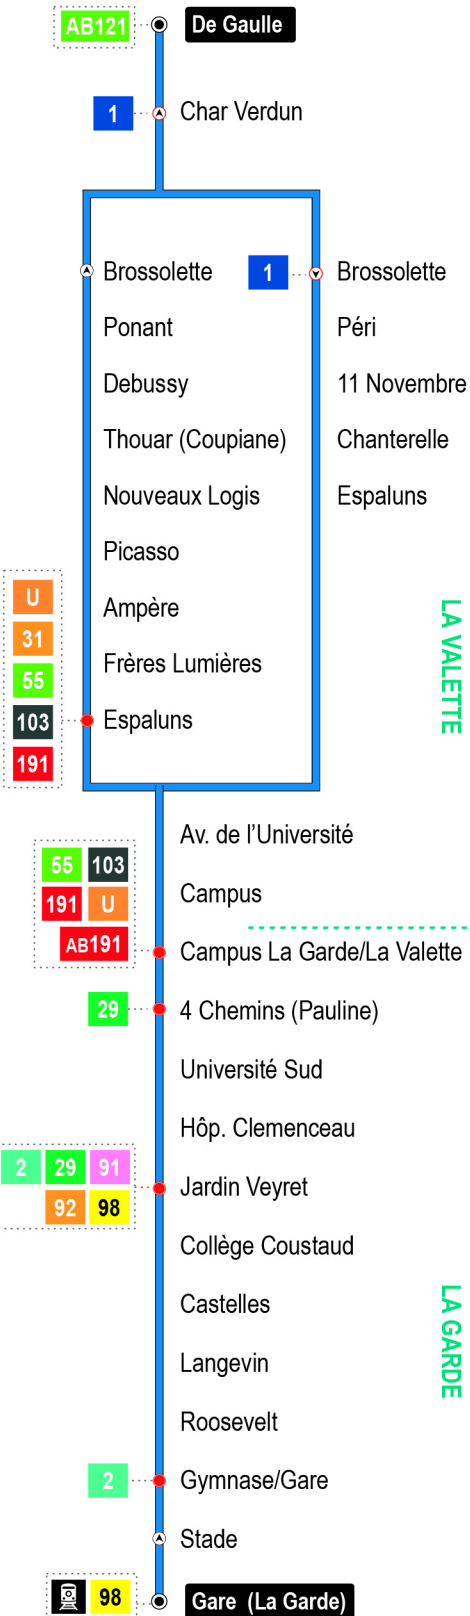 AB121 De Gaulle
1 Char Verdun
Brossolette 1 Brossolette
Ponant Péri
Debussy 11 Novembre
Thouar (Coupiane) Chanterelle
Nouveaux Logis Espaluns
Picasso
U Ampère
31
55 Frères Lumières
103 Espaluns
191
LA VALETTE
Av. de l'Université
55 103
191 U Campus
AB191 Campus La Garde/La Valette
29 4 Chemins (Pauline)
Université Sud
Hôp. Clemenceau
2 29 91 Jardin Veyret
92 98
Collège Coustaud
Castelles
LA GARDE
Langevin
Roosevelt
2 Gymnase/Gare
Stade
98 Gare (La Garde)